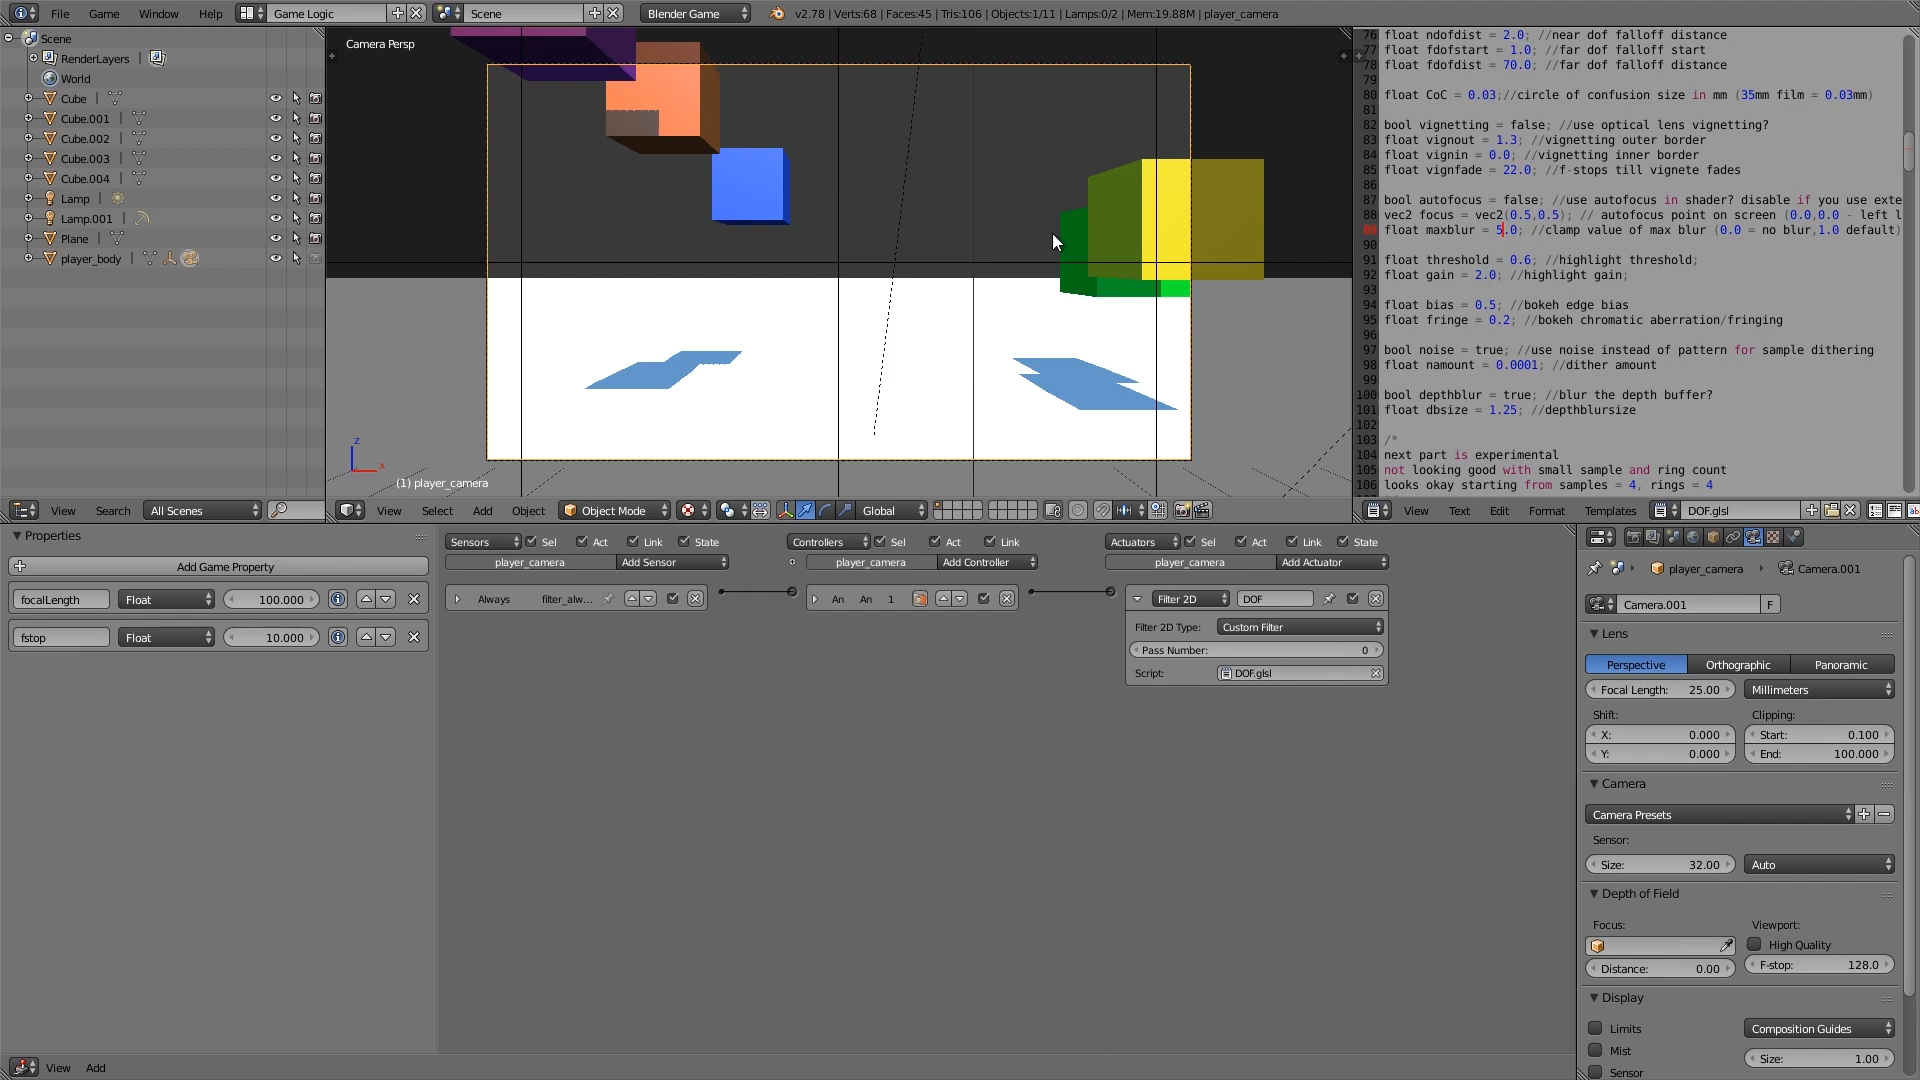 File Game Window Help Game Logic Scene Blender Game v2.78 | Verts:68 | Faces:45 | Tris:106 | Objects:1/11 | Lamps:0/2 | Mem:19.88M | player_camera
Scene
RenderLayers
World
Cube
Cube.001
Cube.002
Cube.003
Cube.004
Lamp
Lamp.001
Plane
player_body
View Search All Scenes
Camera Persp
z
x
(1) player_camera
View Select Add Object Object Mode Global
76 float ndofdist = 2.0; //near dof falloff distance
77 float fdofstart = 1.0; //far dof falloff start
78 float fdofdist = 70.0; //far dof falloff distance
79
80 float CoC = 0.03;//circle of confusion size in mm (35mm film = 0.03mm)
81
82 bool vignetting = false; //use optical lens vignetting?
83 float vignout = 1.3; //vignetting outer border
84 float vignin = 0.0; //vignetting inner border
85 float vignfade = 22.0; //f-stops till vignete fades
86
87 bool autofocus = false; //use autofocus in shader? disable if you use exte
88 vec2 focus = vec2(0.5,0.5); // autofocus point on screen (0.0,0.0 - left l
89 float maxblur = 5.0; //clamp value of max blur (0.0 = no blur,1.0 default)
90
91 float threshold = 0.6; //highlight threshold;
92 float gain = 2.0; //highlight gain;
93
94 float bias = 0.5; //bokeh edge bias
95 float fringe = 0.2; //bokeh chromatic aberration/fringing
96
97 bool noise = true; //use noise instead of pattern for sample dithering
98 float namount = 0.0001; //dither amount
99
100 bool depthblur = true; //blur the depth buffer?
101 float dbsize = 1.25; //depthblursize
102
103 /*
104 next part is experimental
105 not looking good with small sample and ring count
106 looks okay starting from samples = 4, rings = 4
View Text Edit Format Templates DOF.glsl
Properties
Add Game Property
focalLength Float 100.000
fstop Float 10.000
Sensors Sel Act Link State
player_camera Add Sensor
Always filter_alw...
Controllers Sel Act Link
player_camera Add Controller
An An 1
Actuators Sel Act Link State
player_camera Add Actuator
Filter 2D DOF
Filter 2D Type: Custom Filter
Pass Number: 0
Script: DOF.glsl
player_camera Camera.001
Camera.001 F
Lens
Perspective Orthographic Panoramic
Focal Length: 25.00 Millimeters
Shift: Clipping:
X: 0.000 Start: 0.100
Y: 0.000 End: 100.000
Camera
Camera Presets
Sensor:
Size: 32.00 Auto
Depth of Field
Focus: Viewport:
High Quality
Distance: 0.00 F-stop: 128.0
Display
Limits Composition Guides
Mist Size: 1.00
Sensor
View Add